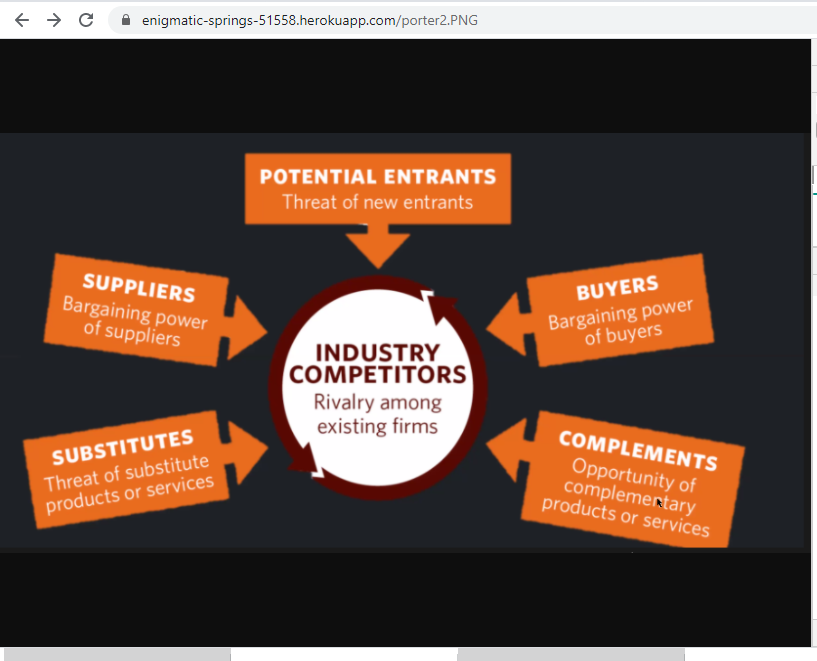 enigmatic-springs-51558.herokuapp.com/porter2.PNG
POTENTIAL ENTRANTS
Threat of new entrants
SUPPLIERS
Bargaining power
of suppliers
BUYERS
Bargaining power
of buyers
INDUSTRY
COMPETITORS
Rivalry among
existing firms
SUBSTITUTES
Threat of substitute
products or services
COMPLEMENTS
Opportunity of
complementary
products or services